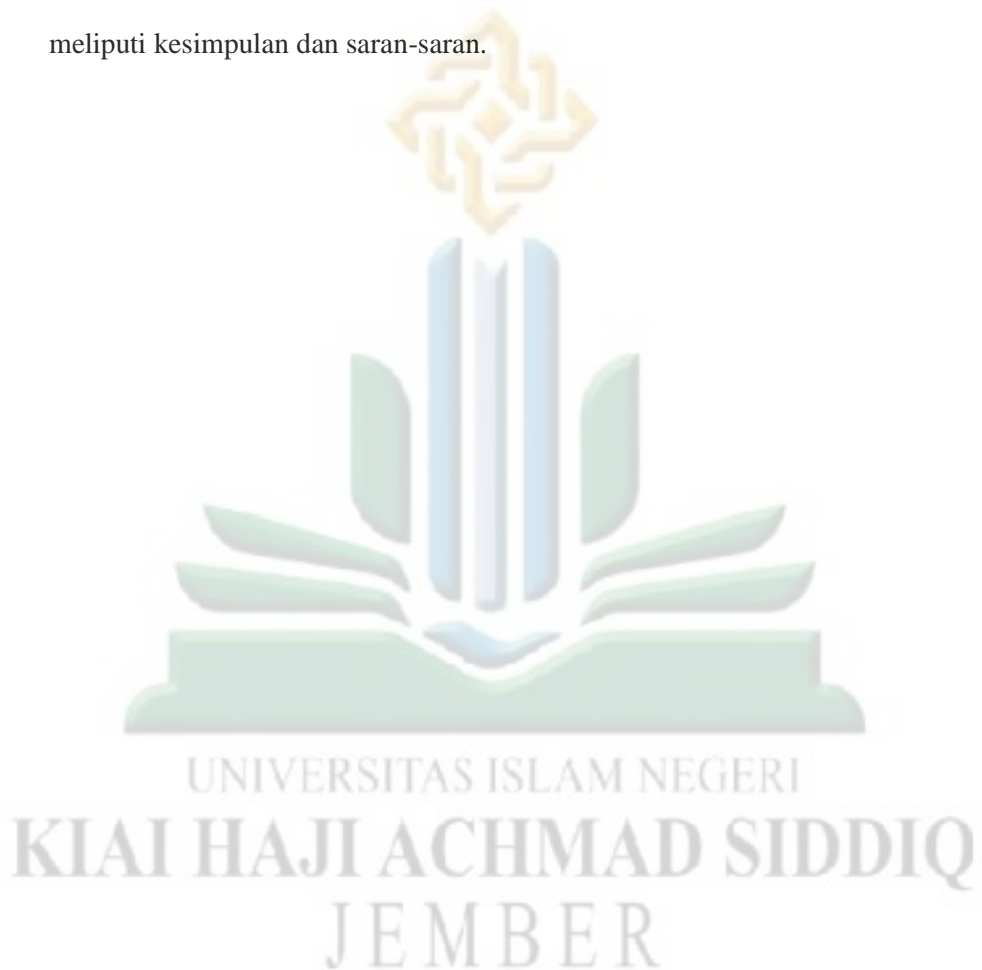 meliputi kesimpulan dan saran-saran.
UNIVERSITAS ISLAM NEGERI
KIAI HAJI ACHMAD SIDDIQ
JEMBER